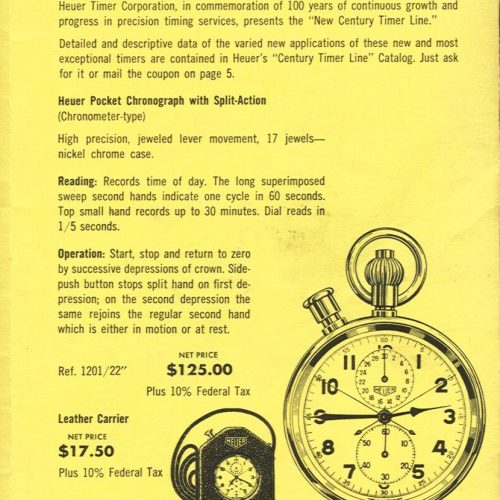 Heuer Timer Corporation, in commemoration of 100 years of continuous growth and
progress in precision timing services, presents the "New Century Timer Line."
Detailed and descriptive data of the varied new applications of these new and most
exceptional timers are contained in Heuer's "Century Timer Line" Catalog. Just ask
for it or mail the coupon on page 5.
Heuer Pocket Chronograph with Split-Action
(Chronometer-type)
High precision, jeweled lever movement, 17 jewels—
nickel chrome case.
Reading: Records time of day. The long superimposed
sweep second hands indicate one cycle in 60 seconds.
Top small hand records up to 30 minutes. Dial reads in
1/5 seconds.
Operation: Start, stop and return to zero
by successive depressions of crown. Side-
push button stops split hand on first de-
pression; on the second depression the
same rejoins the regular second hand
which is either in motion or at rest.
NET PRICE
Ref. 1201/22" $125.00
Plus 10% Federal Tax
Leather Carrier
NET PRICE
$17.50
Plus 10% Federal Tax
HEUER
HEUER
10
2
8
4
7
5